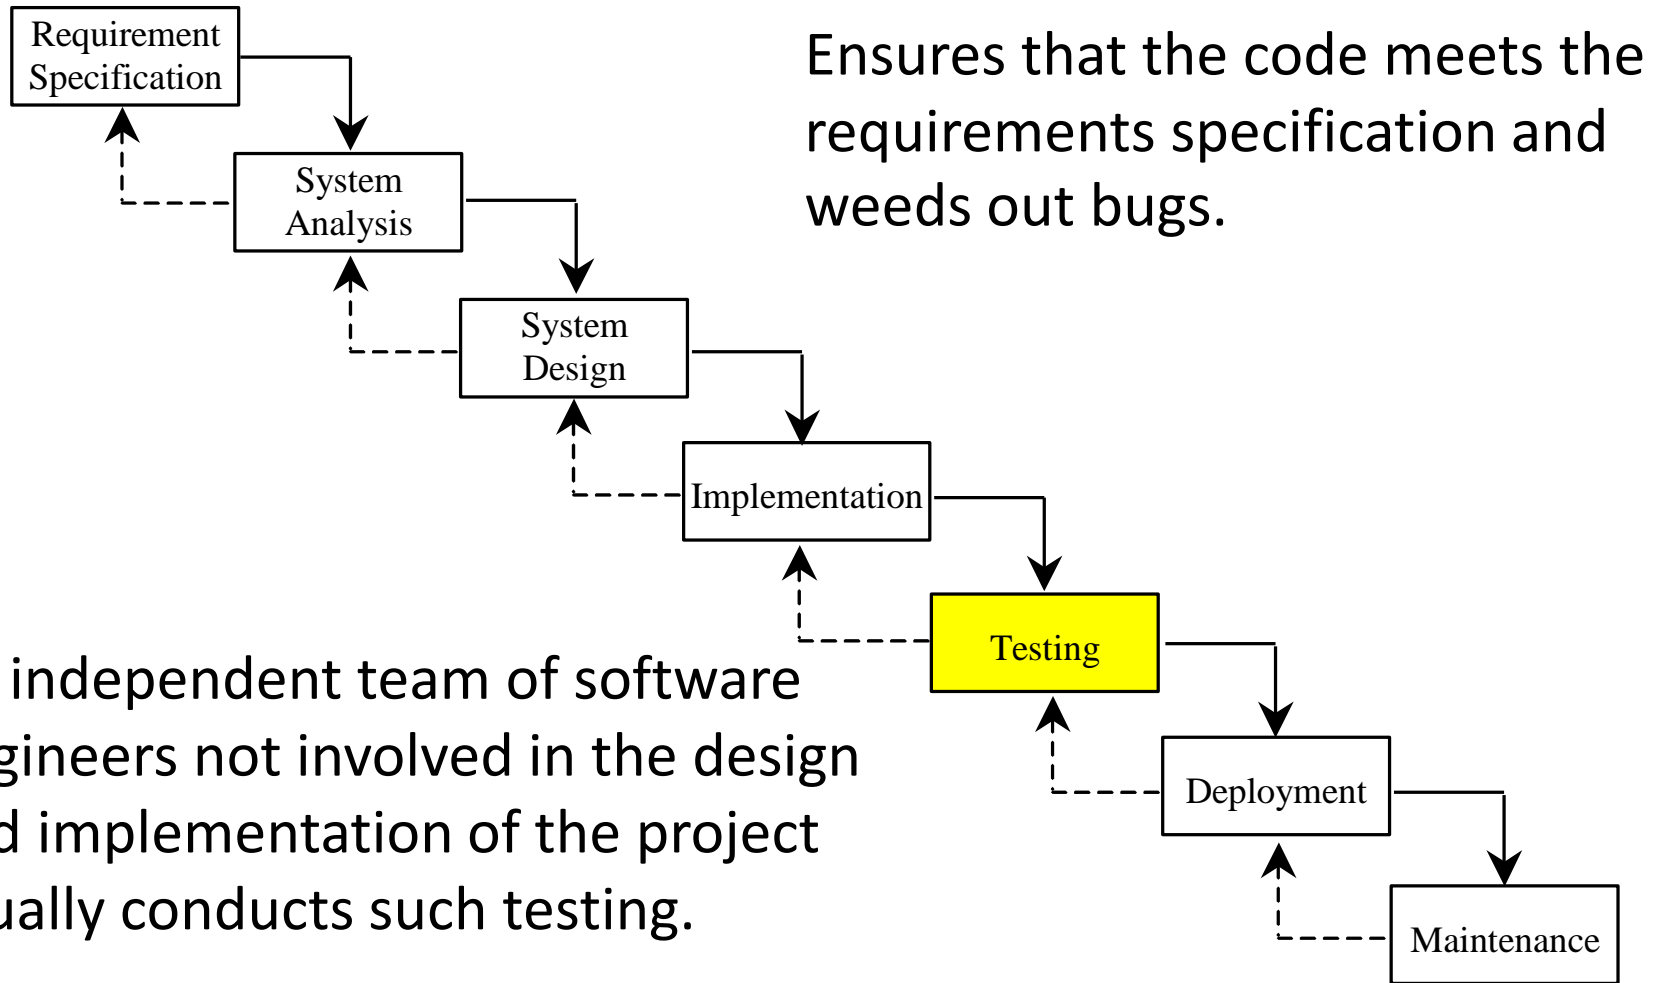 Requirement
Specification
Ensures that the code meets the
requirements specification and
weeds out bugs.
System
Analysis
System
Design
Implementation
Testing
independent team of software
not involved in the design
implementation of the project
conducts such testing.
Deployment
Maintenance